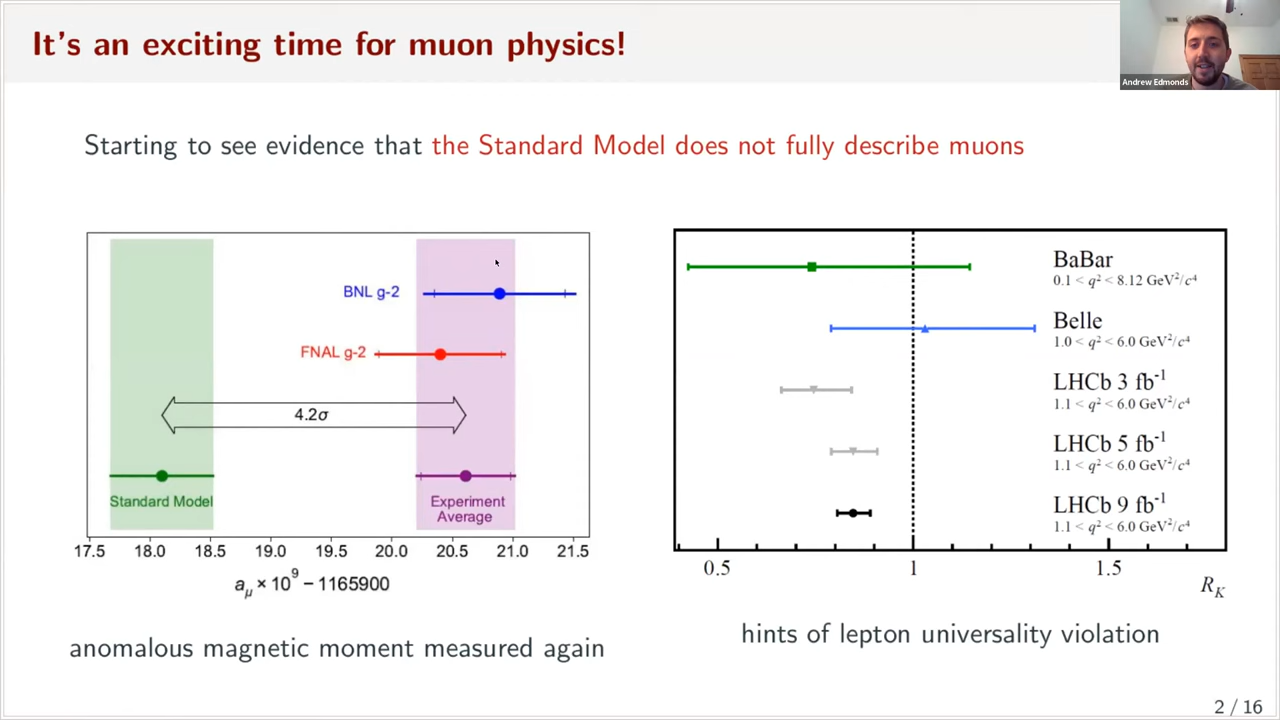 It's an exciting time for muon physics!
Andrew Edmonds
Starting to see evidence that the Standard Model does not fully describe muons
BNL g-2
FNAL g-2
4.2σ
Standard Model
Experiment
Average
17.5 18.0 18.5 19.0 19.5 20.0 20.5 21.0 21.5
aμ × 10⁹ − 1165900
anomalous magnetic moment measured again
BaBar
0.1 < q² < 8.12 GeV²/c⁴
Belle
1.0 < q² < 6.0 GeV²/c⁴
LHCb 3 fb⁻¹
1.1 < q² < 6.0 GeV²/c⁴
LHCb 5 fb⁻¹
1.1 < q² < 6.0 GeV²/c⁴
LHCb 9 fb⁻¹
1.1 < q² < 6.0 GeV²/c⁴
0.5 1 1.5
R_K
hints of lepton universality violation
2 / 16